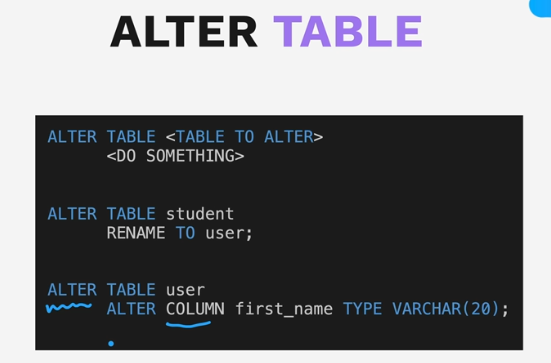 ALTER TABLE
ALTER TABLE <TABLE TO ALTER>
<DO SOMETHING>
ALTER TABLE student
RENAME TO user;
ALTER TABLE user
ALTER COLUMN first_name TYPE VARCHAR(20);